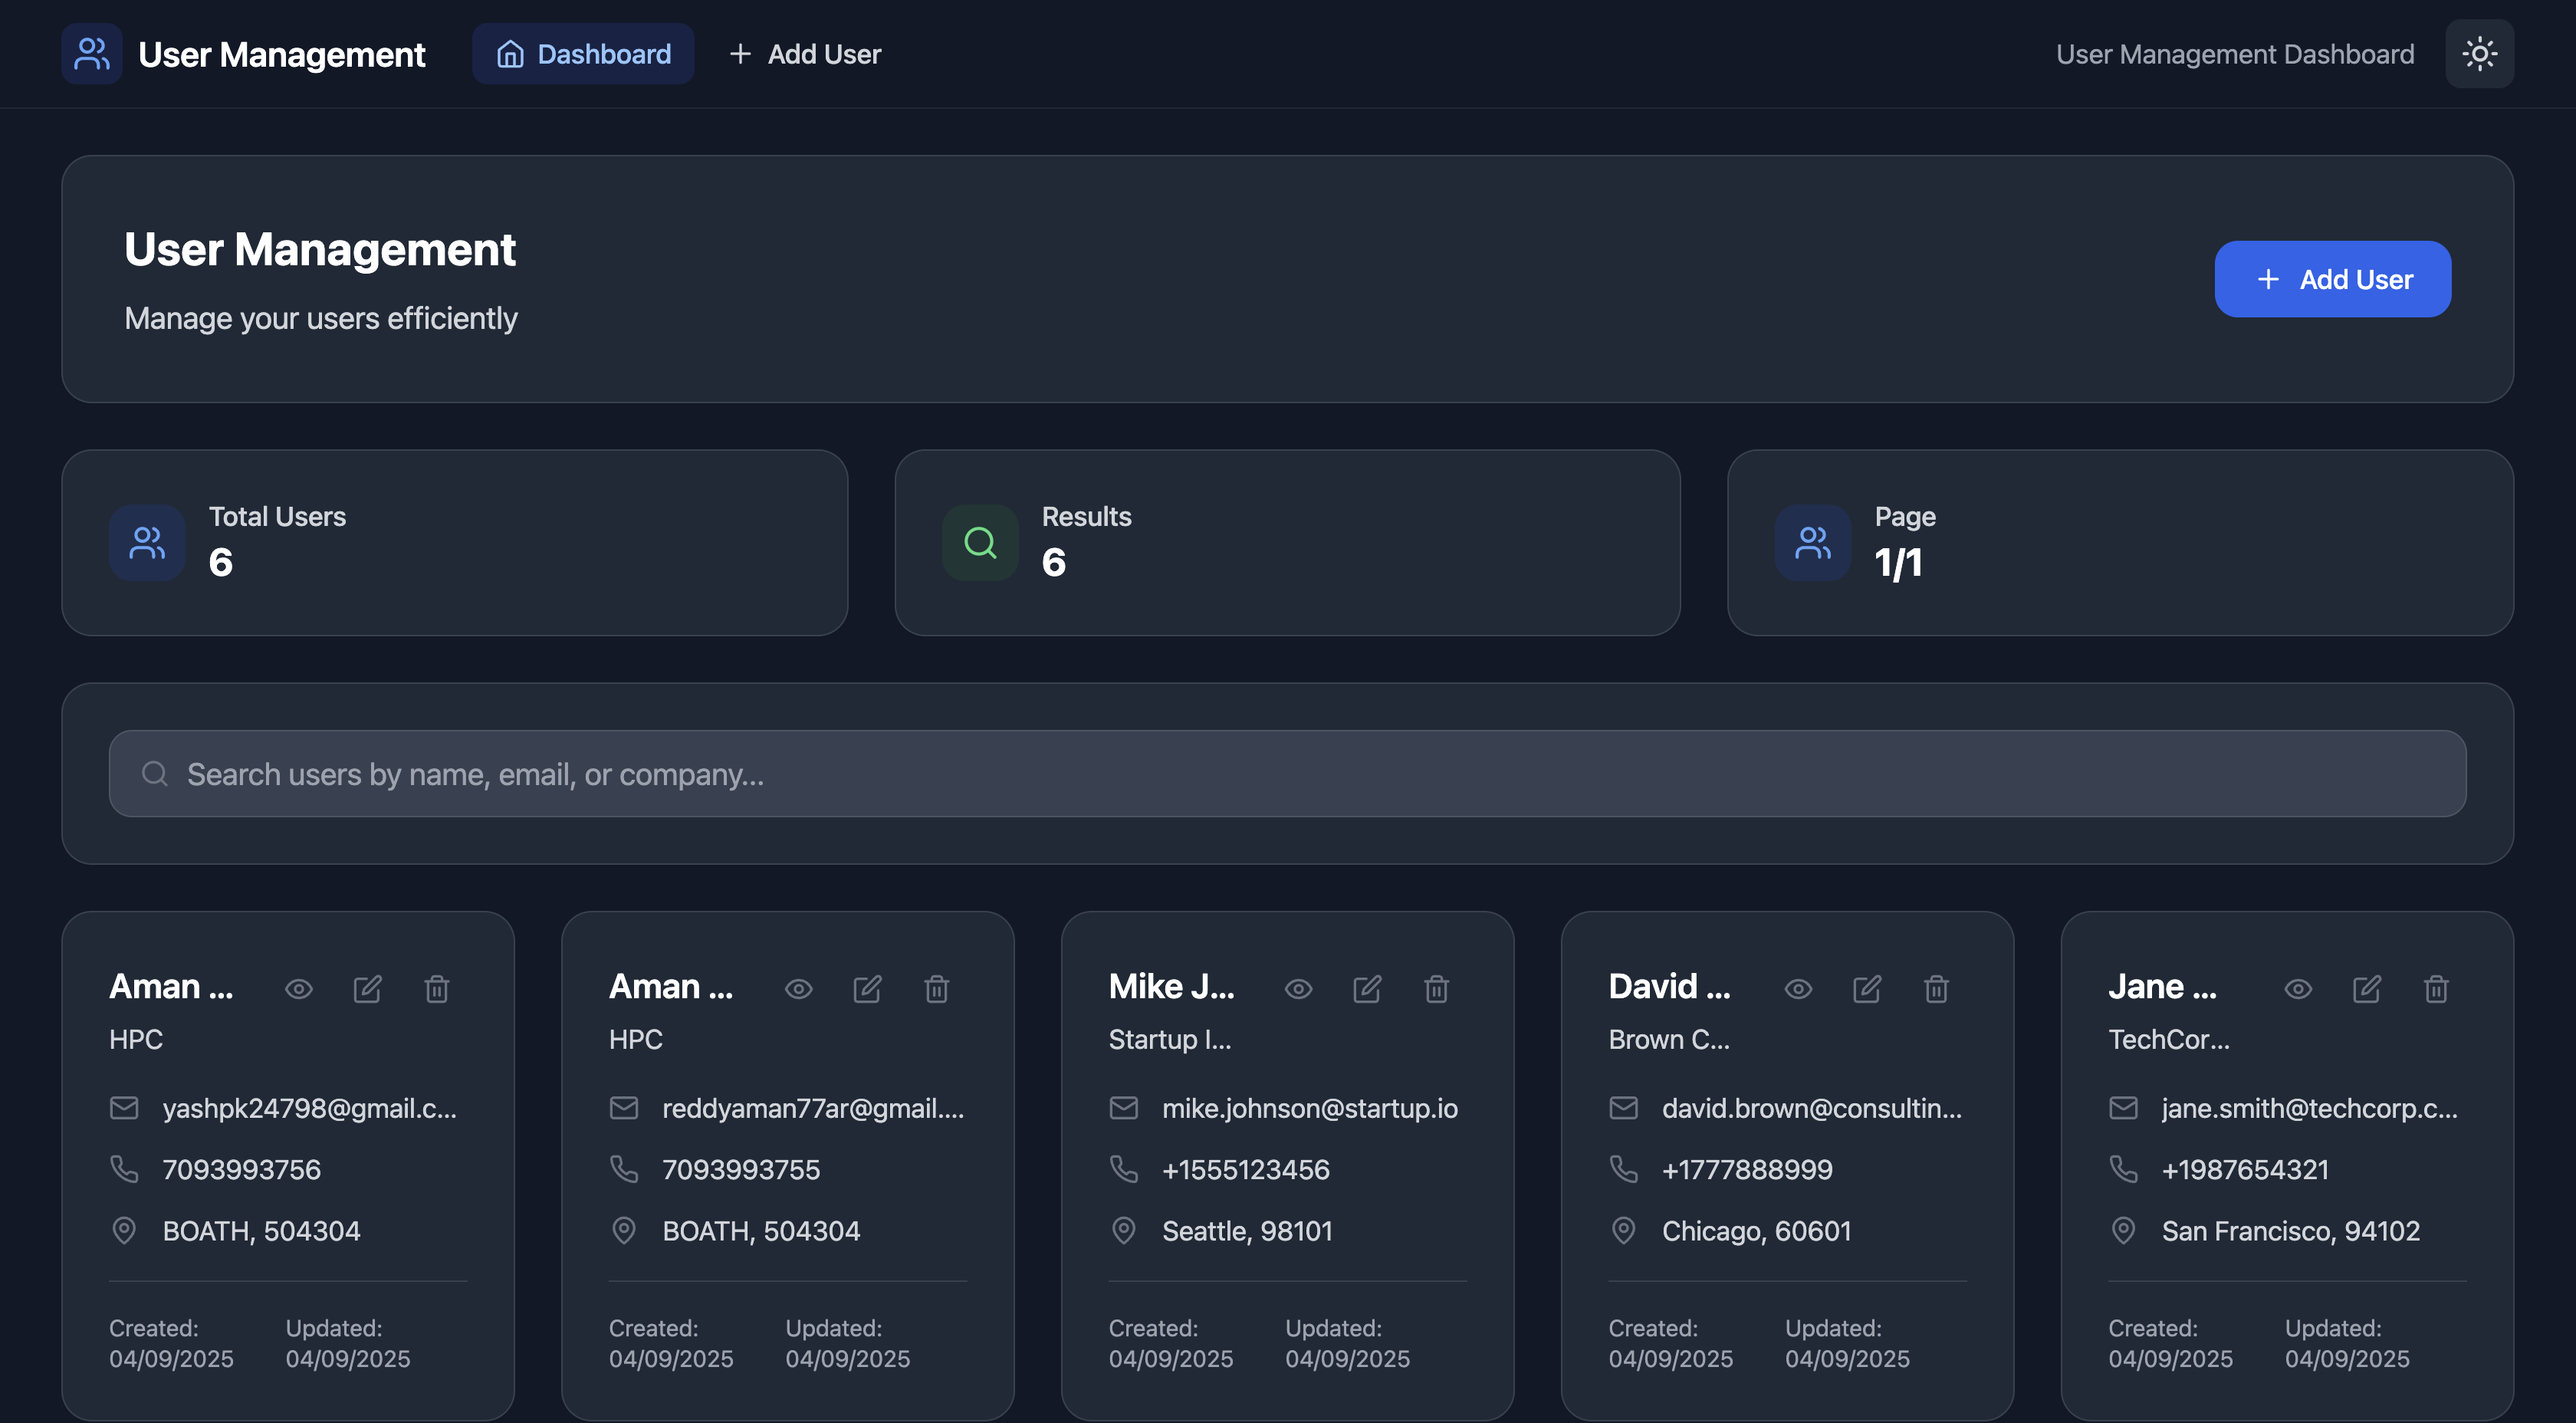 User Management
Dashboard
Add User
User Management Dashboard
User Management
Manage your users efficiently
Add User
Total Users
6
Results
6
Page
1/1
Search users by name, email, or company...
Aman ...
HPC
yashpk24798@gmail.c...
7093993756
BOATH, 504304
Created:
04/09/2025
Updated:
04/09/2025
Aman ...
HPC
reddyaman77ar@gmail....
7093993755
BOATH, 504304
Created:
04/09/2025
Updated:
04/09/2025
Mike J...
Startup I...
mike.johnson@startup.io
+1555123456
Seattle, 98101
Created:
04/09/2025
Updated:
04/09/2025
David ...
Brown C...
david.brown@consultin...
+1777888999
Chicago, 60601
Created:
04/09/2025
Updated:
04/09/2025
Jane ...
TechCor...
jane.smith@techcorp.c...
+1987654321
San Francisco, 94102
Created:
04/09/2025
Updated:
04/09/2025